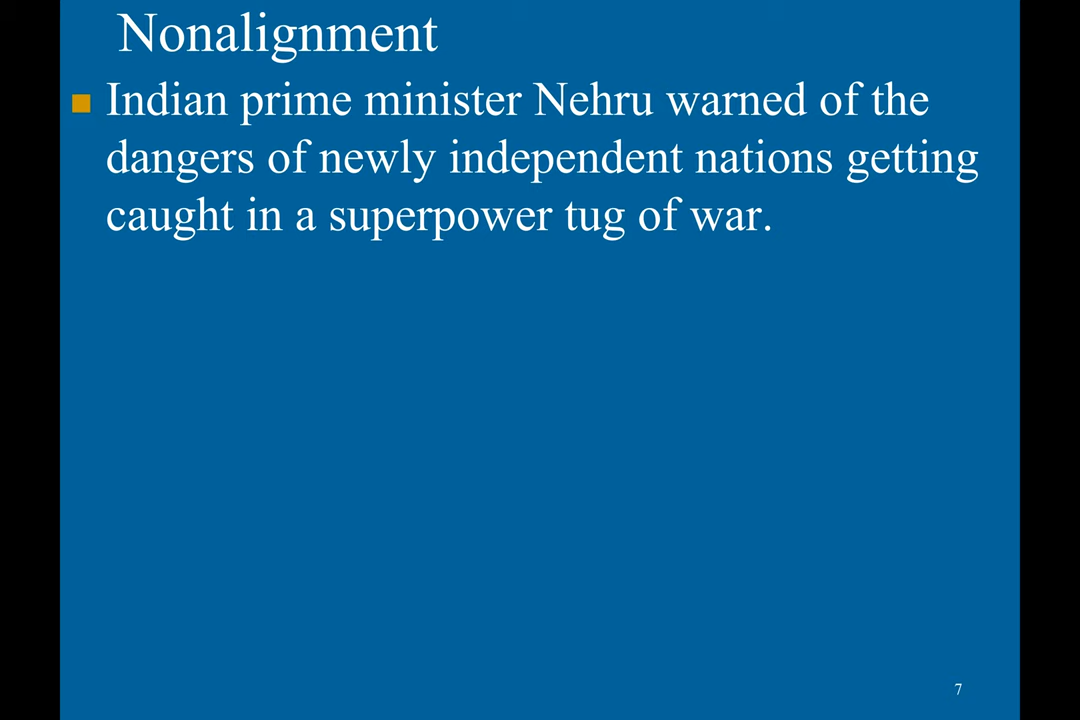 Nonalignment
Indian prime minister Nehru warned of the
dangers of newly independent nations getting
caught in a superpower tug of war.
7